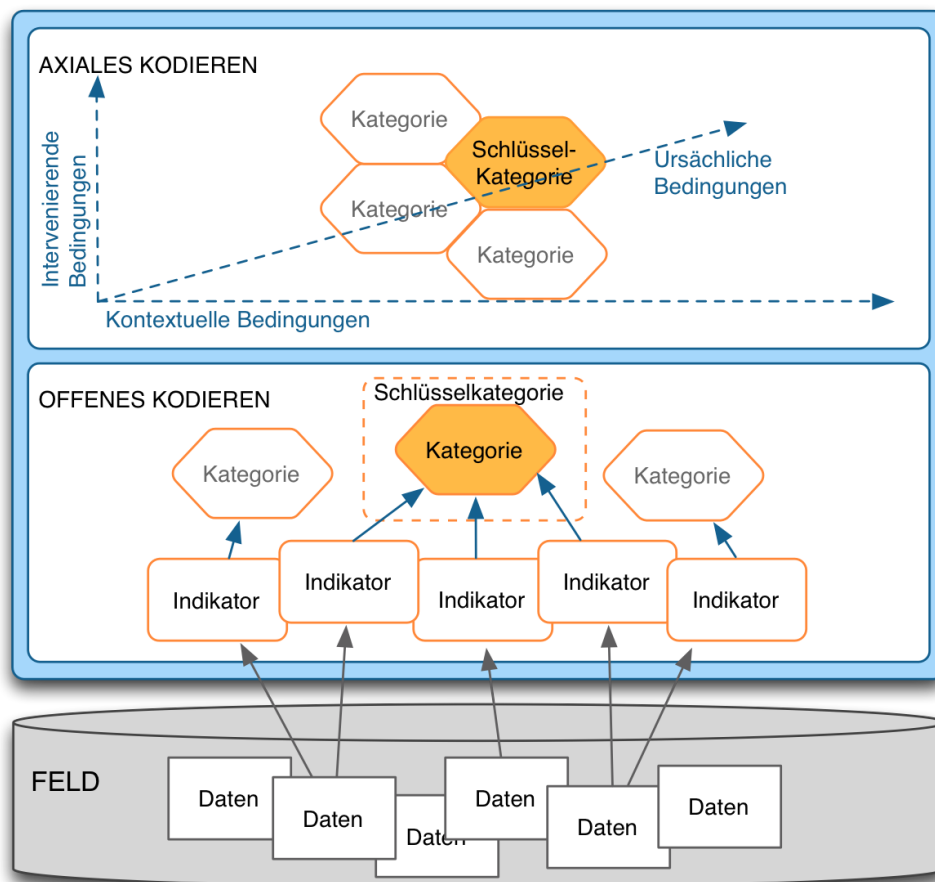 AXIALES KODIEREN
Intervenierende
Bedingungen
Kategorie
Schlüssel-
Kategorie
Ursächliche
Bedingungen
Kategorie
Kategorie
Kontextuelle Bedingungen
OFFENES KODIEREN
Schlüsselkategorie
Kategorie
Kategorie
Kategorie
Indikator
Indikator
Indikator
Indikator
Indikator
FELD
Daten
Daten
Daten
Daten
Daten
Daten